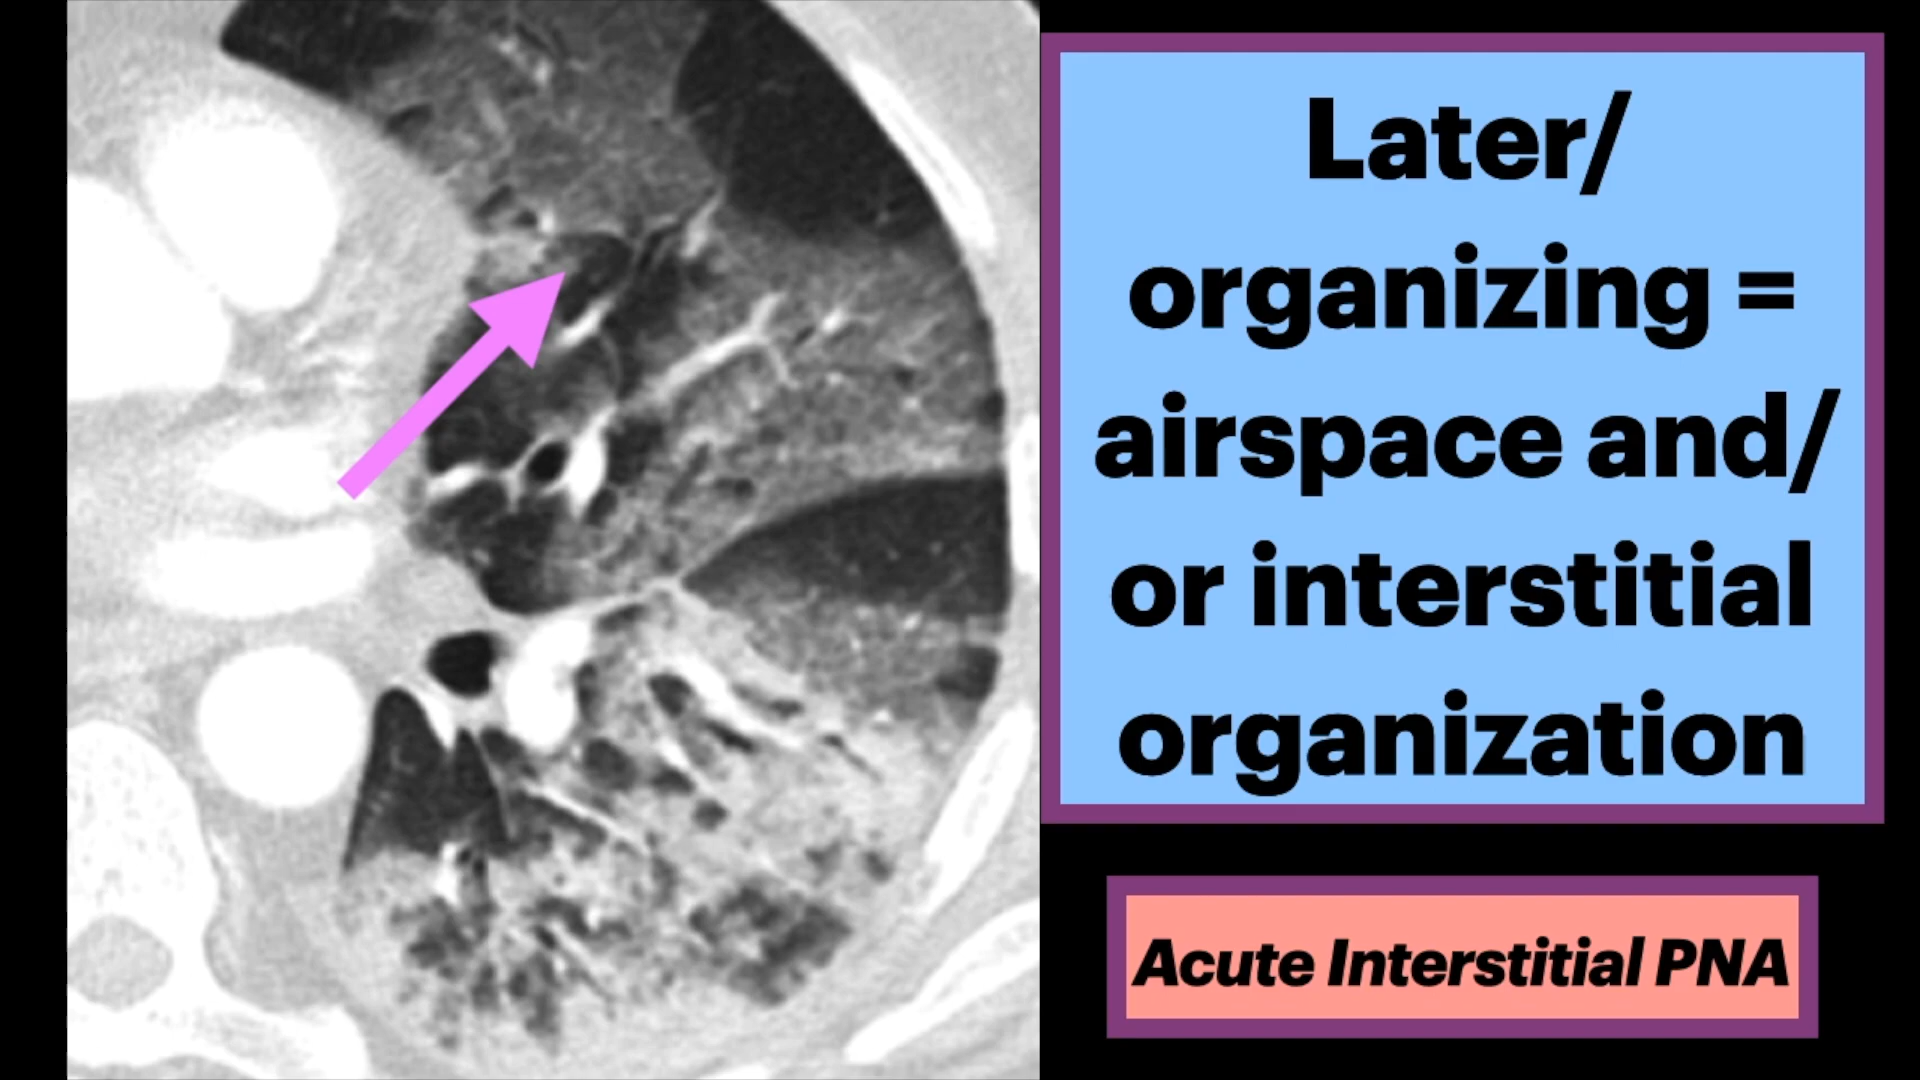 Later/
organizing =
airspace and/
or interstitial
organization
Acute Interstitial PNA